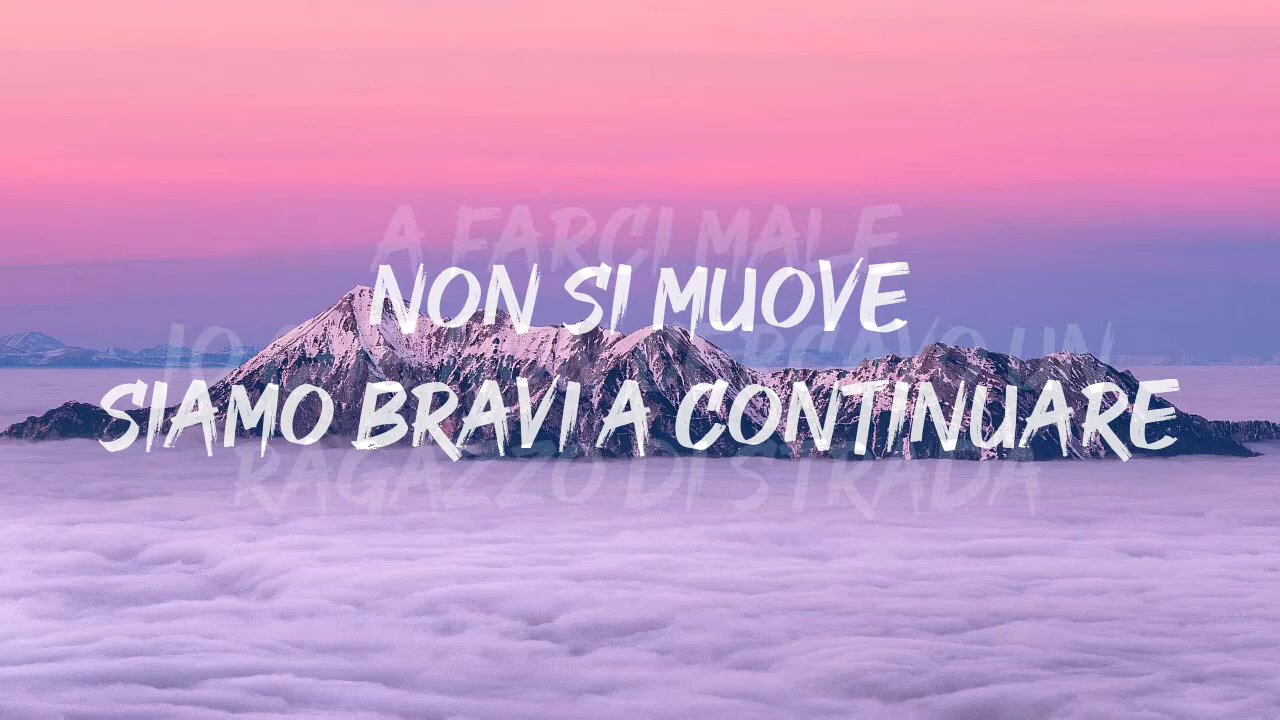 A FARCI MALE
NON SI MUOVE
SIAMO BRAVI A CONTINUARE
RAGAZZO DI STRADA